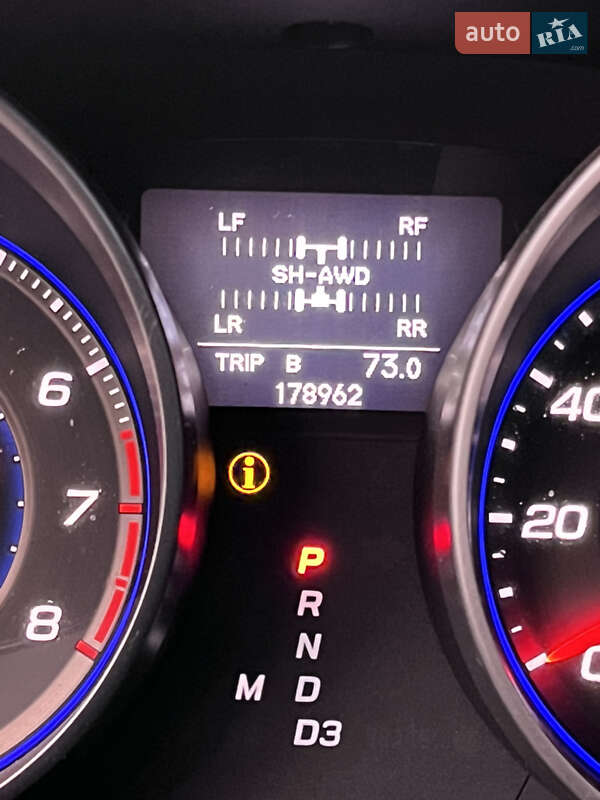 auto RIA.com
LF RF
SH-AWD
LR RR
TRIP B 73.0
178962
6
40
i
7
20
P
R
8
N
0
M D
D3